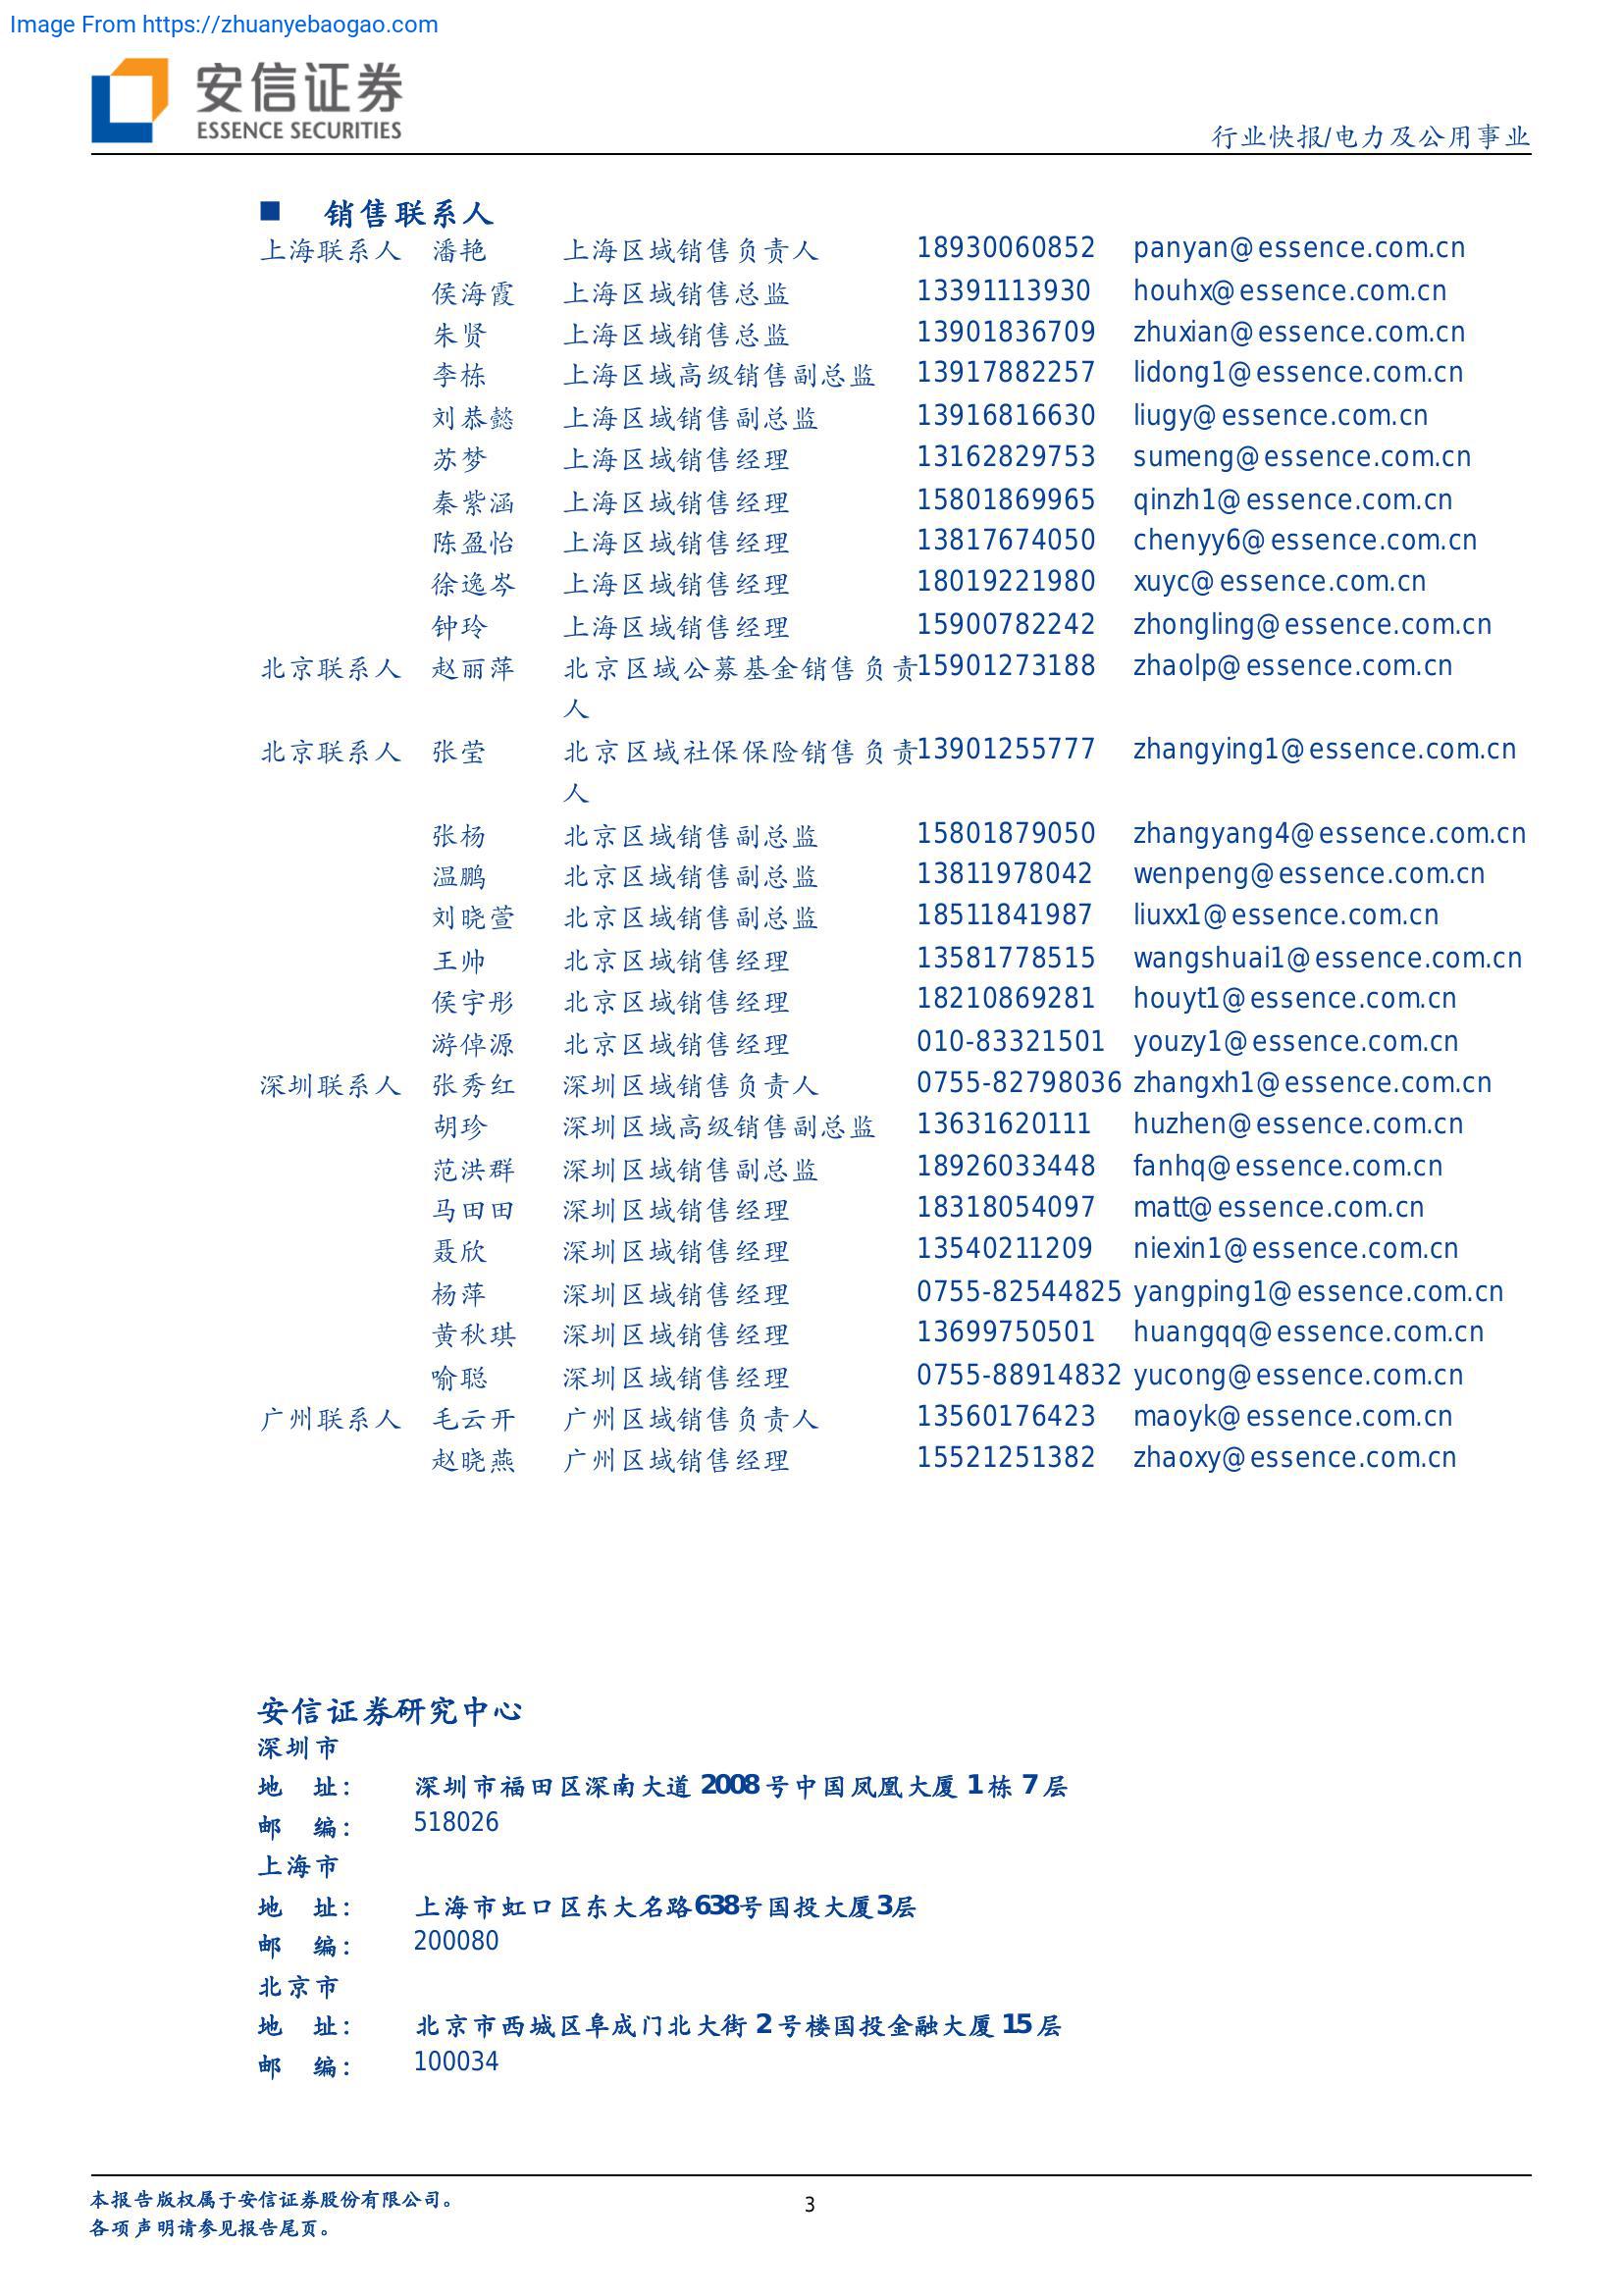 Image From https://zhuanyebaogao.com
安信证券
ESSENCE SECURITIES
行业快报/电力及公用事业
■ 销售联系人
上海联系人 潘艳 上海区域销售负责人 18930060852 panyan@essence.com.cn
侯海霞 上海区域销售总监 13391113930 houhx@essence.com.cn
朱贤 上海区域销售总监 13901836709 zhuxian@essence.com.cn
李栋 上海区域高级销售副总监 13917882257 lidong1@essence.com.cn
刘恭懿 上海区域销售副总监 13916816630 liugy@essence.com.cn
苏梦 上海区域销售经理 13162829753 sumeng@essence.com.cn
秦紫涵 上海区域销售经理 15801869965 qinzh1@essence.com.cn
陈盈怡 上海区域销售经理 13817674050 chenyy6@essence.com.cn
徐逸岑 上海区域销售经理 18019221980 xuyc@essence.com.cn
钟玲 上海区域销售经理 15900782242 zhongling@essence.com.cn
北京联系人 赵丽萍 北京区域公募基金销售负责 15901273188 zhaolp@essence.com.cn
人
北京联系人 张莹 北京区域社保保险销售负责 13901255777 zhangying1@essence.com.cn
人
张杨 北京区域销售副总监 15801879050 zhangyang4@essence.com.cn
温鹏 北京区域销售副总监 13811978042 wenpeng@essence.com.cn
刘晓萱 北京区域销售副总监 18511841987 liuxx1@essence.com.cn
王帅 北京区域销售经理 13581778515 wangshuai1@essence.com.cn
侯宇彤 北京区域销售经理 18210869281 houyt1@essence.com.cn
游倬源 北京区域销售经理 010-83321501 youzy1@essence.com.cn
深圳联系人 张秀红 深圳区域销售负责人 0755-82798036 zhangxh1@essence.com.cn
胡珍 深圳区域高级销售副总监 13631620111 huzhen@essence.com.cn
范洪群 深圳区域销售副总监 18926033448 fanhq@essence.com.cn
马田田 深圳区域销售经理 18318054097 matt@essence.com.cn
聂欣 深圳区域销售经理 13540211209 niexin1@essence.com.cn
杨萍 深圳区域销售经理 0755-82544825 yangping1@essence.com.cn
黄秋琪 深圳区域销售经理 13699750501 huangqq@essence.com.cn
喻聪 深圳区域销售经理 0755-88914832 yucong@essence.com.cn
广州联系人 毛云开 广州区域销售负责人 13560176423 maoyk@essence.com.cn
赵晓燕 广州区域销售经理 15521251382 zhaoxy@essence.com.cn
安信证券研究中心
深圳市
地 址： 深圳市福田区深南大道 2008 号中国凤凰大厦 1 栋 7 层
邮 编： 518026
上海市
地 址： 上海市虹口区东大名路638号国投大厦3层
邮 编： 200080
北京市
地 址： 北京市西城区阜成门北大街 2 号楼国投金融大厦 15 层
邮 编： 100034
本报告版权属于安信证券股份有限公司。
3
各项声明请参见报告尾页。